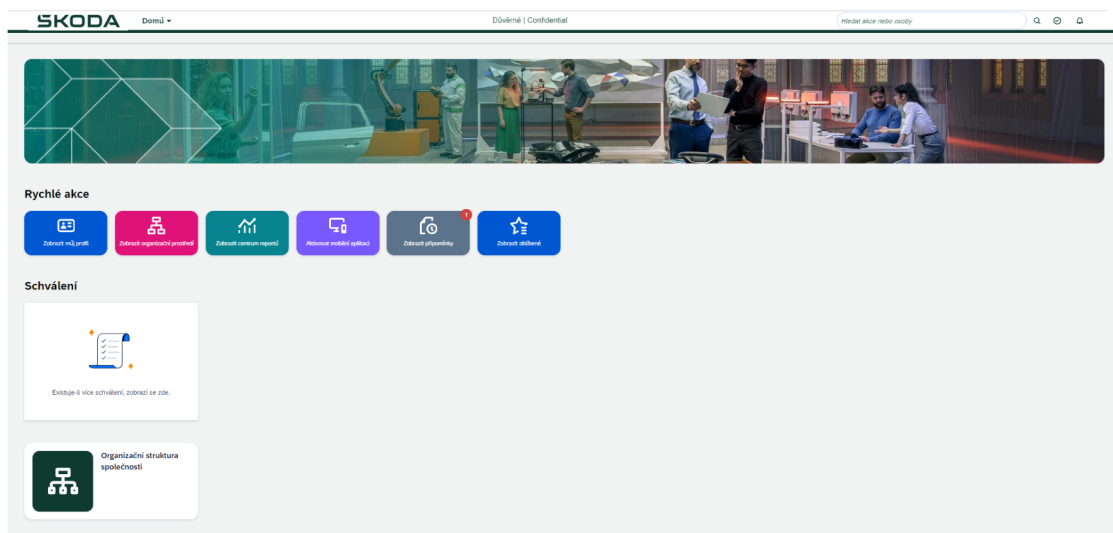 ŠKODA
Domů
Důvěrné | Confidential
Hledat akce nebo osoby
Rychlé akce
Zobrazit můj profil
Zobrazit organizační prostředí
Zobrazit centrum reportů
Aktivovat mobilní aplikaci
1
Zobrazit připomínky
Zobrazit oblíbené
Schválení
Existuje-li více schválení, zobrazí se zde.
Organizační struktura
společnosti